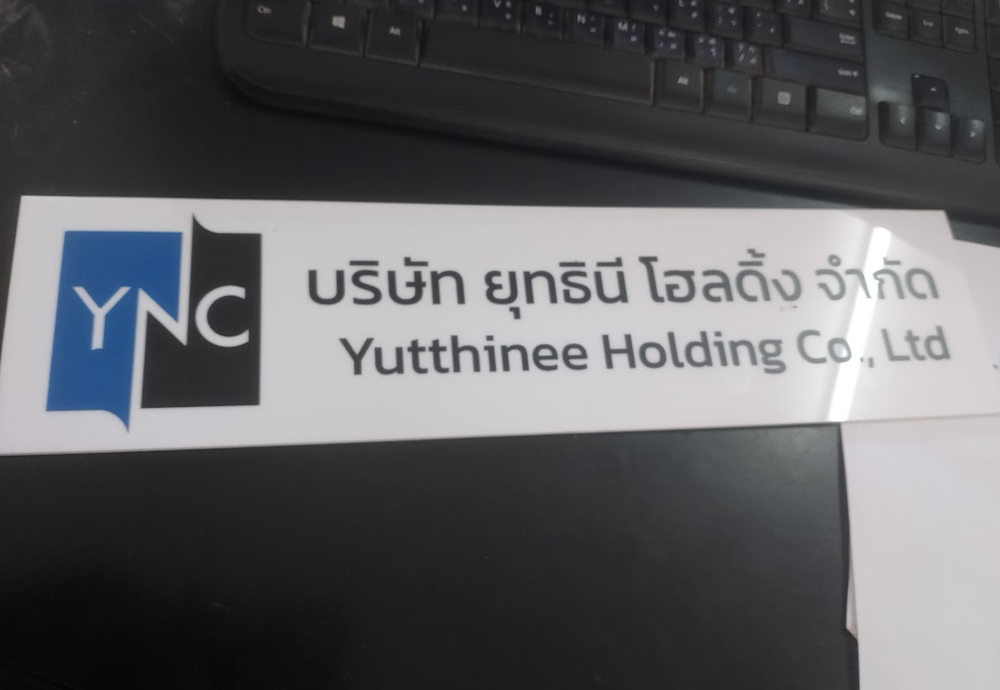 YNC
บริษัท ยุทธินี โฮลดิ้ง จำกัด
Yutthinee Holding Co., Ltd